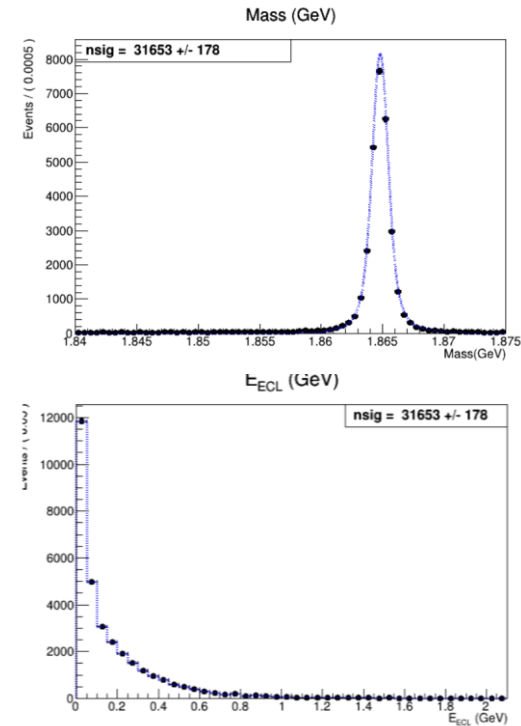 Mass (GeV)
nsig = 31653 +/- 178
Events / ( 0.0005 )
8000
7000
6000
5000
4000
3000
2000
1000
0
1.84 1.845 1.85 1.855 1.86 1.865 1.87 1.875
Mass(GeV)
E_ECL (GeV)
nsig = 31653 +/- 178
12000
10000
8000
6000
4000
2000
0
0 0.2 0.4 0.6 0.8 1 1.2 1.4 1.6 1.8 2
E_ECL (GeV)